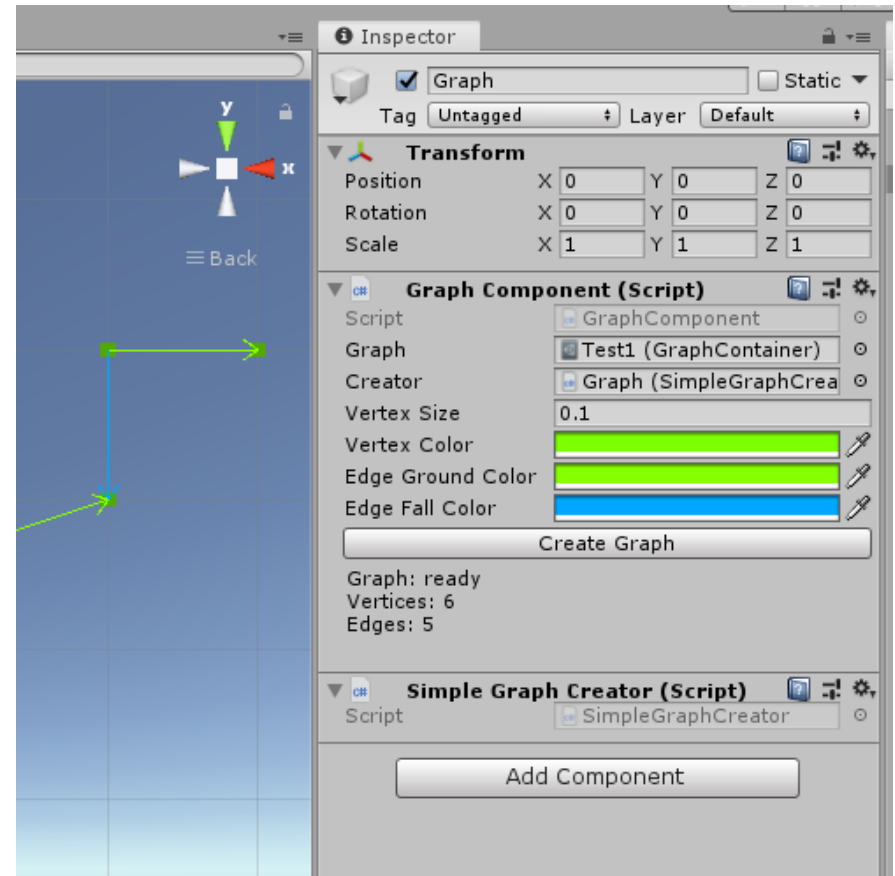 Inspector
Graph Static
Tag Untagged Layer Default
y
x
Back
Transform
Position X 0 Y 0 Z 0
Rotation X 0 Y 0 Z 0
Scale X 1 Y 1 Z 1
C# Graph Component (Script)
Script GraphComponent
Graph Test1 (GraphContainer)
Creator Graph (SimpleGraphCrea
Vertex Size 0.1
Vertex Color
Edge Ground Color
Edge Fall Color
Create Graph
Graph: ready
Vertices: 6
Edges: 5
C# Simple Graph Creator (Script)
Script SimpleGraphCreator
Add Component